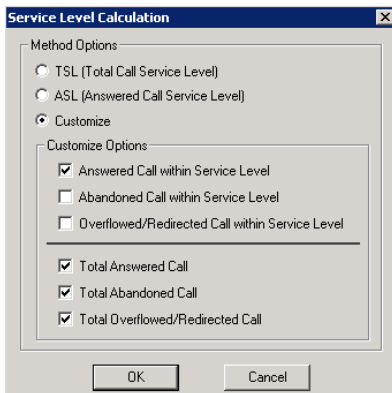 Service Level Calculation
Method Options
TSL (Total Call Service Level)
ASL (Answered Call Service Level)
Customize
Customize Options
Answered Call within Service Level
Abandoned Call within Service Level
Overflowed/Redirected Call within Service Level
Total Answered Call
Total Abandoned Call
Total Overflowed/Redirected Call
OK Cancel